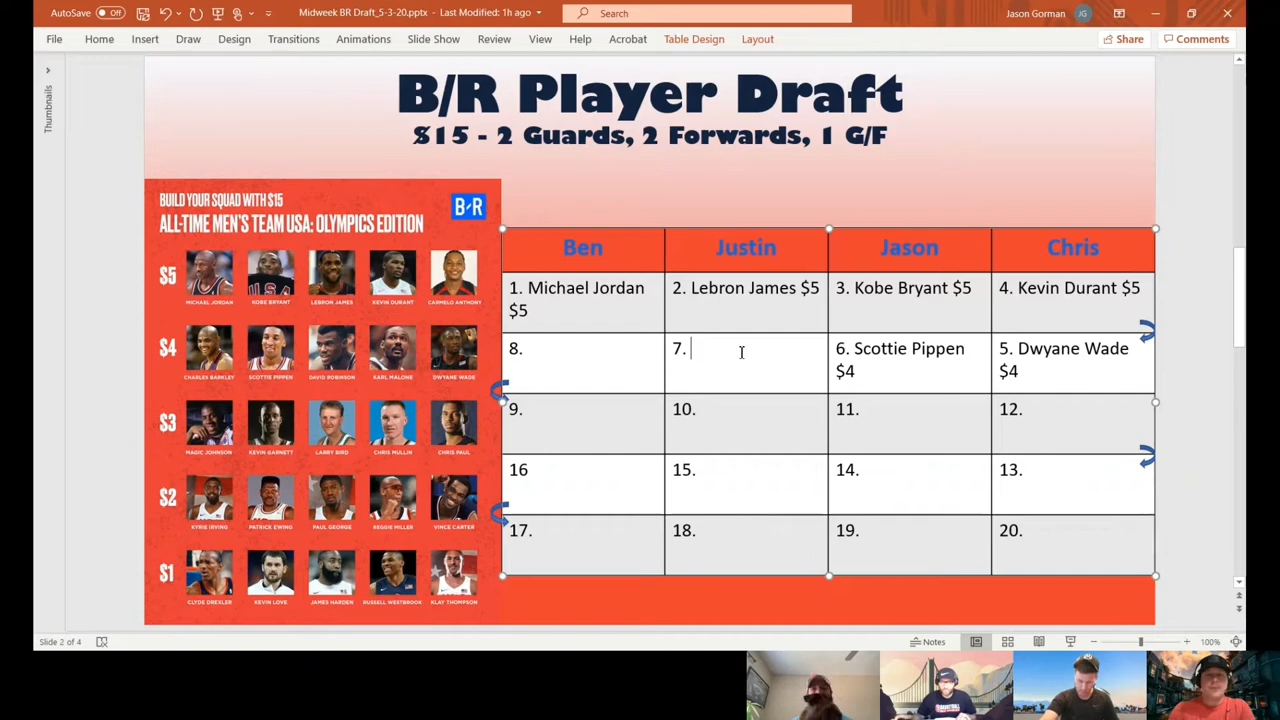 AutoSave Off Midweek BR Draft_5-3-20.pptx - Last Modified: 1h ago Search Jason Gorman JG
File Home Insert Draw Design Transitions Animations Slide Show Review View Help Acrobat Table Design Layout Share Comments
Thumbnails
B/R Player Draft
$15 - 2 Guards, 2 Forwards, 1 G/F
BUILD YOUR SQUAD WITH $15
ALL-TIME MEN'S TEAM USA: OLYMPICS EDITION
B/R
$5
MICHAEL JORDAN KOBE BRYANT LEBRON JAMES KEVIN DURANT CARMELO ANTHONY
$4
CHARLES BARKLEY SCOTTIE PIPPEN DAVID ROBINSON KARL MALONE DWYANE WADE
$3
MAGIC JOHNSON KEVIN GARNETT LARRY BIRD CHRIS MULLIN CHRIS PAUL
$2
KYRIE IRVING PATRICK EWING PAUL GEORGE REGGIE MILLER VINCE CARTER
$1
CLYDE DREXLER KEVIN LOVE JAMES HARDEN RUSSELL WESTBROOK KLAY THOMPSON
Ben Justin Jason Chris
1. Michael Jordan $5 2. Lebron James $5 3. Kobe Bryant $5 4. Kevin Durant $5
8. 7. 6. Scottie Pippen $4 5. Dwyane Wade $4
9. 10. 11. 12.
16 15. 14. 13.
17. 18. 19. 20.
Slide 2 of 4 Notes 100%